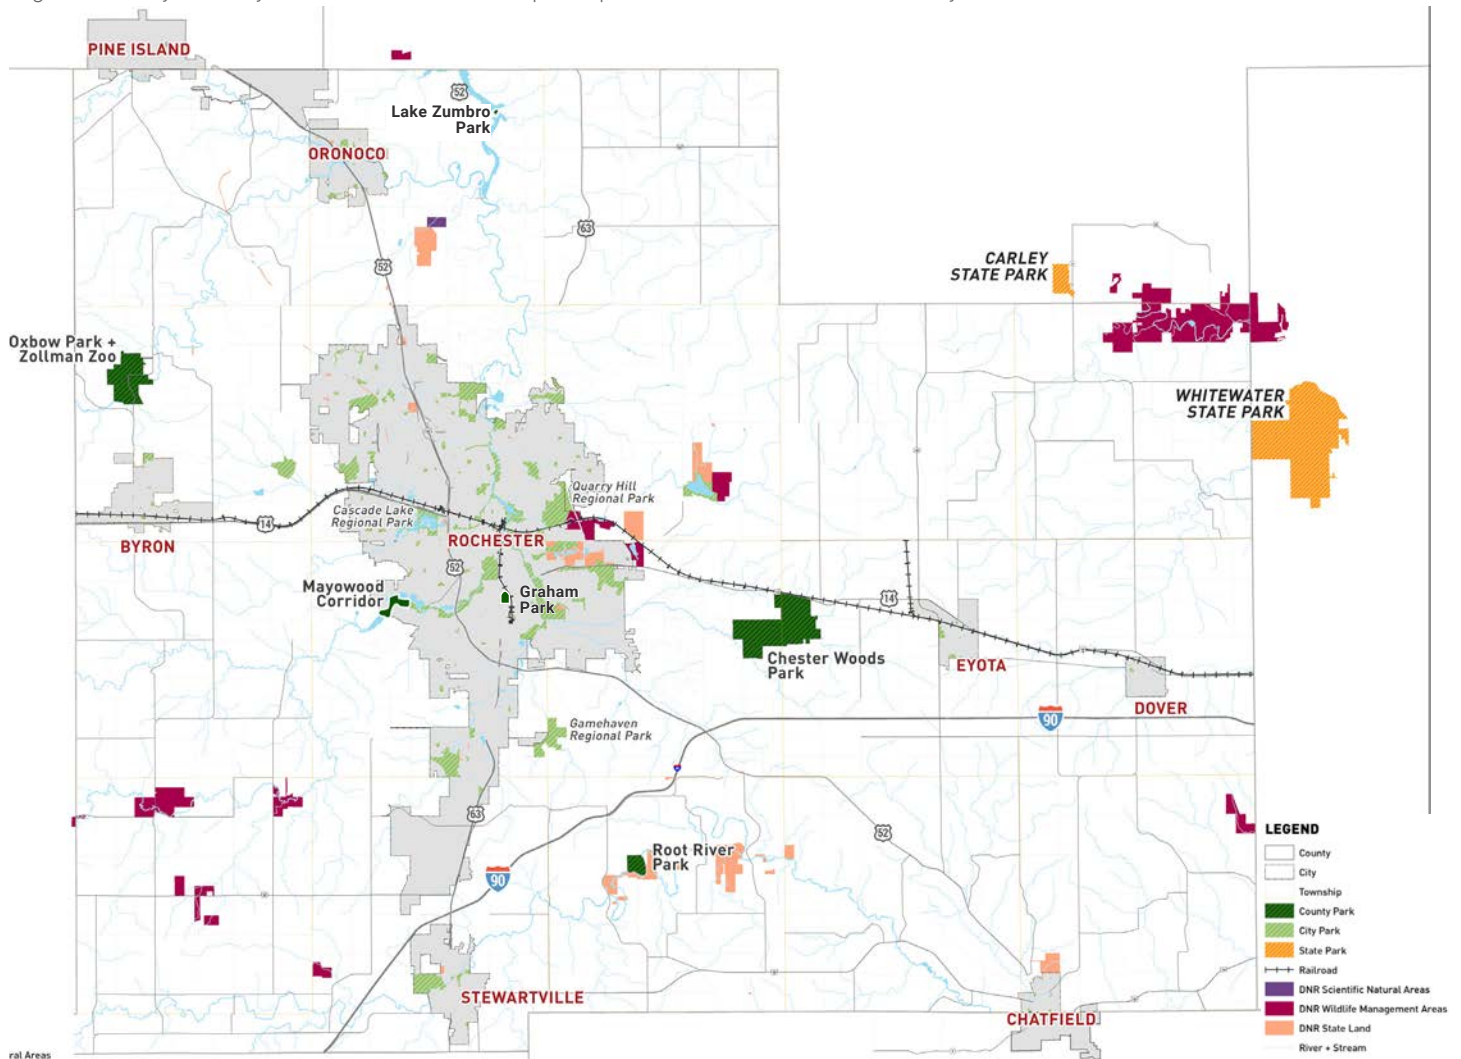 PINE ISLAND
52
Lake Zumbro
Park
ORONOCO
63
52
CARLEY
STATE PARK
Oxbow Park +
Zollman Zoo
WHITEWATER
STATE PARK
Quarry Hill
Regional Park
Cascade Lake
Regional Park
14
ROCHESTER
BYRON
52
Mayowood
Corridor
Graham
Park
14
Chester Woods
Park
EYOTA
DOVER
90
Gamehaven
Regional Park
63
52
Root River
Park
90
STEWARTVILLE
CHATFIELD
LEGEND
County
City
Township
County Park
City Park
State Park
Railroad
DNR Scientific Natural Areas
DNR Wildlife Management Areas
DNR State Land
River + Stream
ral Areas